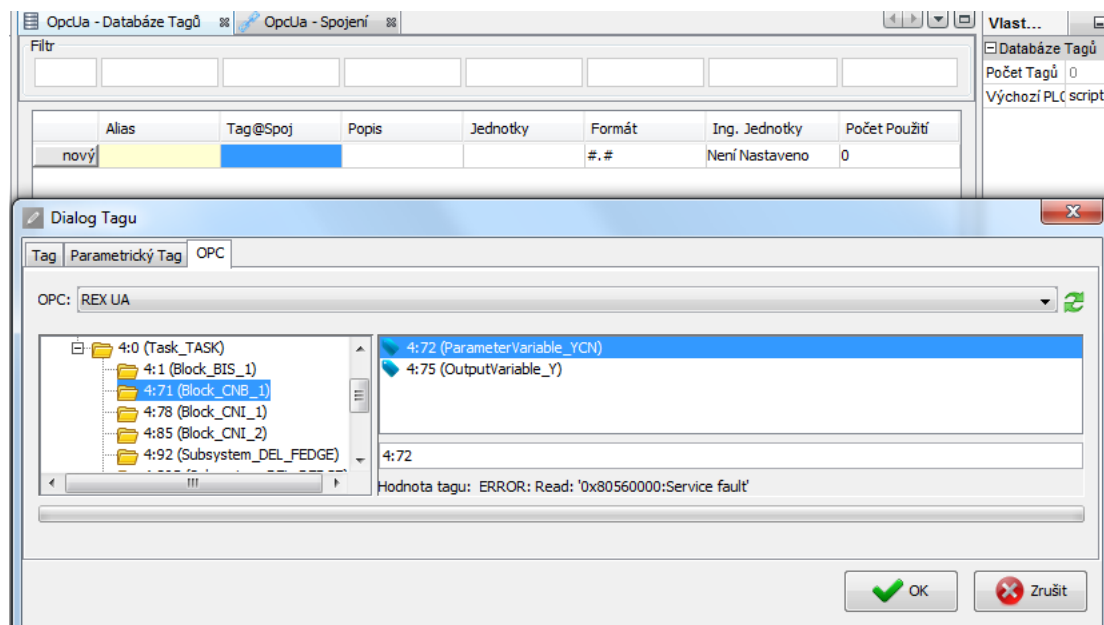 OpcUa - Databáze Tagů OpcUa - Spojení
Vlast...
Filtr
Databáze Tagů
Počet Tagů 0
Výchozí PLC script
Alias Tag@Spoj Popis Jednotky Formát Ing. Jednotky Počet Použití
nový #.# Není Nastaveno 0
Dialog Tagu
Tag Parametrický Tag OPC
OPC: REX UA
4:0 (Task_TASK)
4:1 (Block_BIS_1)
4:71 (Block_CNB_1)
4:78 (Block_CNI_1)
4:85 (Block_CNI_2)
4:92 (Subsystem_DEL_FEDGE)
4:72 (ParameterVariable_YCN)
4:75 (OutputVariable_Y)
4:72
Hodnota tagu: ERROR: Read: '0x80560000:Service fault'
OK Zrušit